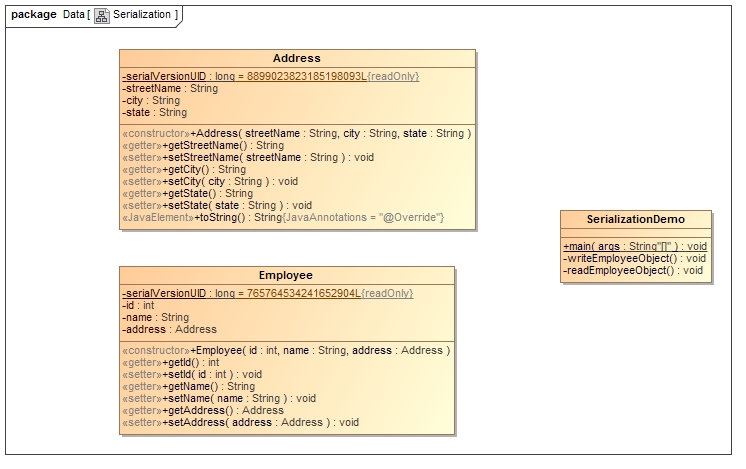 package Data [ Serialization ]
Address
-serialVersionUID : long = 8899023823185198093L{readOnly}
-streetName : String
-city : String
-state : String
«constructor»+Address( streetName : String, city : String, state : String )
«getter»+getStreetName() : String
«setter»+setStreetName( streetName : String ) : void
«getter»+getCity() : String
«setter»+setCity( city : String ) : void
«getter»+getState() : String
«setter»+setState( state : String ) : void
«JavaElement»+toString() : String{JavaAnnotations = "@Override"}
SerializationDemo
+main( args : String"[]" ) : void
-writeEmployeeObject() : void
-readEmployeeObject() : void
Employee
-serialVersionUID : long = 765764534241652904L{readOnly}
-id : int
-name : String
-address : Address
«constructor»+Employee( id : int, name : String, address : Address )
«getter»+getId() : int
«setter»+setId( id : int ) : void
«getter»+getName() : String
«setter»+setName( name : String ) : void
«getter»+getAddress() : Address
«setter»+setAddress( address : Address ) : void